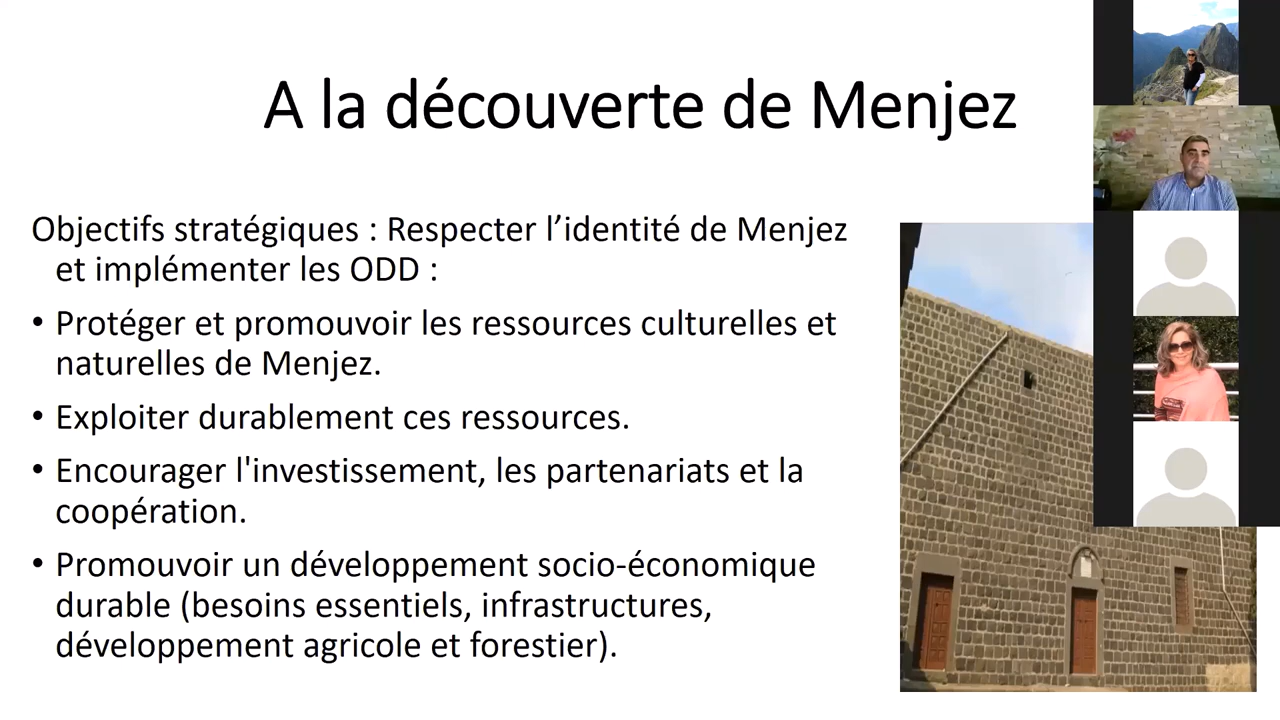 A la découverte de Menjez
Objectifs stratégiques : Respecter l’identité de Menjez
et implémenter les ODD :
• Protéger et promouvoir les ressources culturelles et
naturelles de Menjez.
• Exploiter durablement ces ressources.
• Encourager l'investissement, les partenariats et la
coopération.
• Promouvoir un développement socio-économique
durable (besoins essentiels, infrastructures,
développement agricole et forestier).